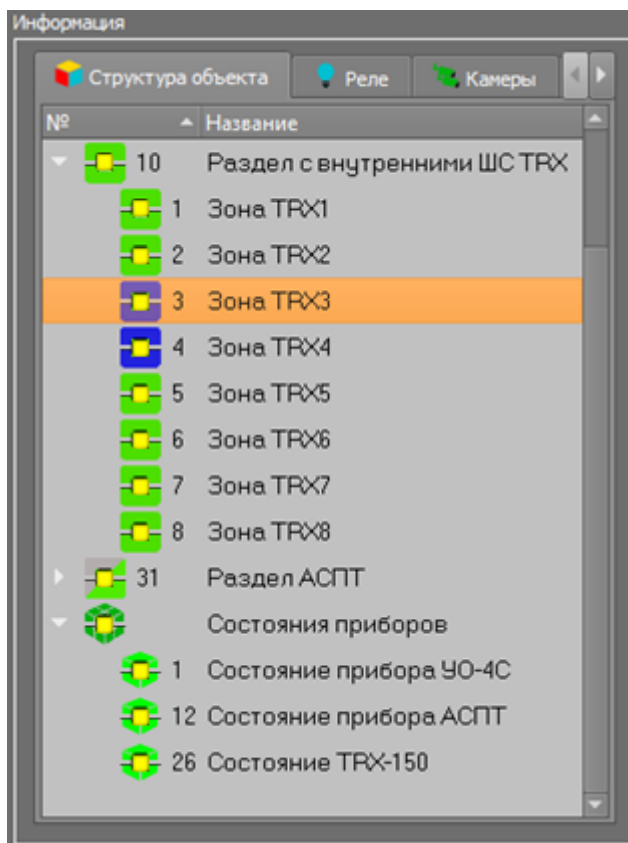 Информация
Структура объекта Реле Камеры
№ Название
10 Раздел с внутренними ШС TRX
1 Зона TRX1
2 Зона TRX2
3 Зона TRX3
4 Зона TRX4
5 Зона TRX5
6 Зона TRX6
7 Зона TRX7
8 Зона TRX8
31 Раздел АСПТ
Состояния приборов
1 Состояние прибора УО-4С
12 Состояние прибора АСПТ
26 Состояние TRX-150